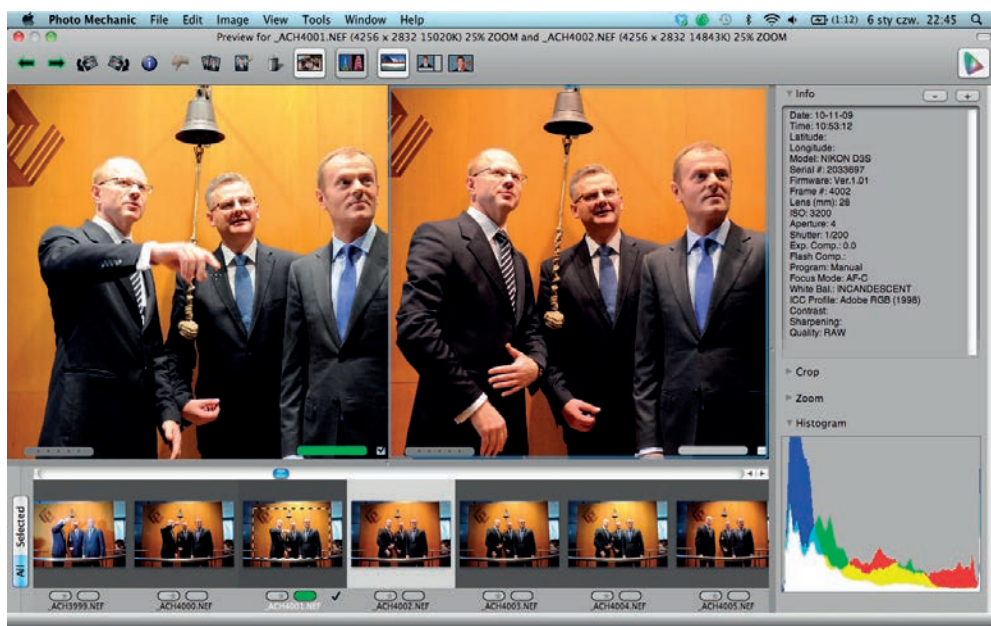 Photo Mechanic File Edit Image View Tools Window Help (1:12) 6 sty czw. 22:45
Preview for _ACH4001.NEF (4256 x 2832 15020K) 25% ZOOM and _ACH4002.NEF (4256 x 2832 14843K) 25% ZOOM
Info
Date: 10-11-09
Time: 10:53:12
Latitude:
Longitude:
Model: NIKON D3S
Serial #: 2033697
Firmware: Ver.1.01
Frame #: 4002
Lens (mm): 28
ISO: 3200
Aperture: 4
Shutter: 1/200
Exp. Comp.: 0.0
Flash Comp.:
Program: Manual
Focus Mode: AF-C
White Bal.: INCANDESCENT
ICC Profile: Adobe RGB (1998)
Contrast:
Sharpening:
Quality: RAW
Crop
Zoom
Histogram
All Selected
_ACH3999.NEF _ACH4000.NEF _ACH4001.NEF _ACH4002.NEF _ACH4003.NEF _ACH4004.NEF _ACH4005.NEF